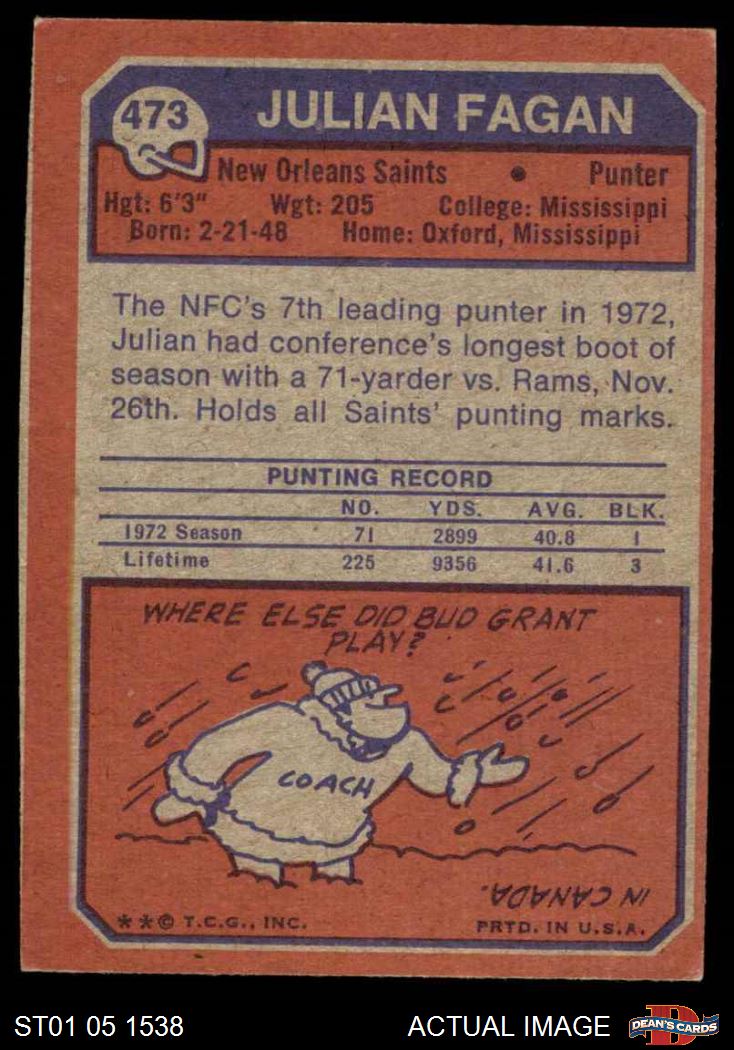 473
JULIAN FAGAN
New Orleans Saints • Punter
Hgt: 6'3" Wgt: 205 College: Mississippi
Born: 2-21-48 Home: Oxford, Mississippi
The NFC's 7th leading punter in 1972,
Julian had conference's longest boot of
season with a 71-yarder vs. Rams, Nov.
26th. Holds all Saints' punting marks.
PUNTING RECORD
NO. YDS. AVG. BLK.
1972 Season 71 2899 40.8 1
Lifetime 225 9356 41.6 3
WHERE ELSE DID BUD GRANT
PLAY?
COACH
IN CANADA.
**© T.C.G., INC. PRTD. IN U.S.A.
ST01 05 1538 ACTUAL IMAGE
D
DEAN'S CARDS